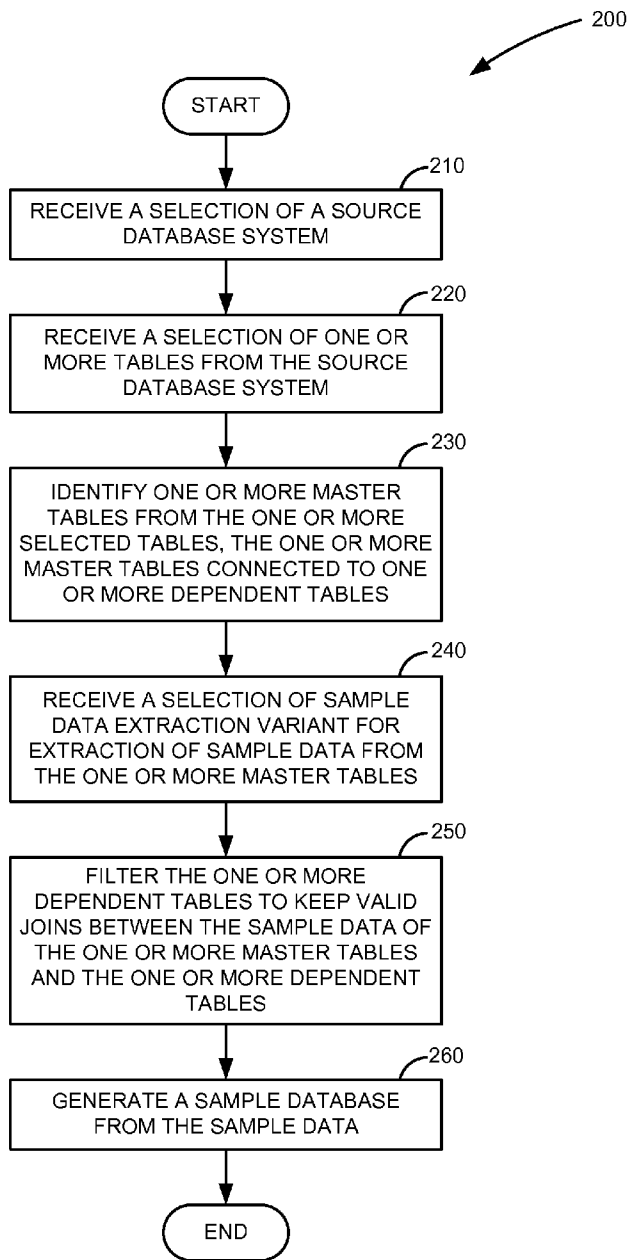 200
START
210
RECEIVE A SELECTION OF A SOURCE
DATABASE SYSTEM
220
RECEIVE A SELECTION OF ONE OR
MORE TABLES FROM THE SOURCE
DATABASE SYSTEM
230
IDENTIFY ONE OR MORE MASTER
TABLES FROM THE ONE OR MORE
SELECTED TABLES, THE ONE OR MORE
MASTER TABLES CONNECTED TO ONE
OR MORE DEPENDENT TABLES
240
RECEIVE A SELECTION OF SAMPLE
DATA EXTRACTION VARIANT FOR
EXTRACTION OF SAMPLE DATA FROM
THE ONE OR MORE MASTER TABLES
250
FILTER THE ONE OR MORE
DEPENDENT TABLES TO KEEP VALID
JOINS BETWEEN THE SAMPLE DATA OF
THE ONE OR MORE MASTER TABLES
AND THE ONE OR MORE DEPENDENT
TABLES
260
GENERATE A SAMPLE DATABASE
FROM THE SAMPLE DATA
END